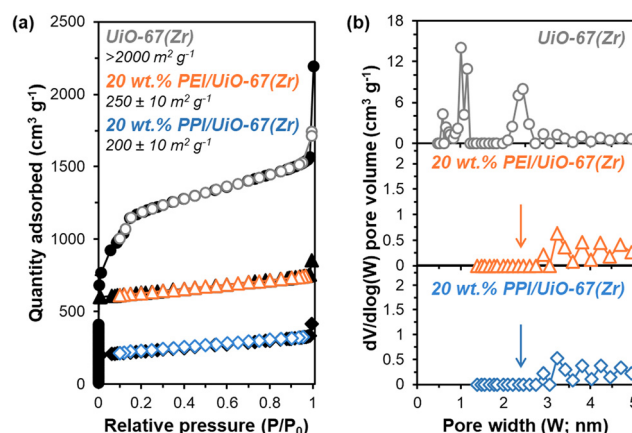 (a)
UiO-67(Zr)
>2000 m² g⁻¹
20 wt.% PEI/UiO-67(Zr)
250 ± 10 m² g⁻¹
20 wt.% PPI/UiO-67(Zr)
200 ± 10 m² g⁻¹
Quantity adsorbed (cm³ g⁻¹)
2500
2000
1500
1000
500
0
0 0.2 0.4 0.6 0.8 1
Relative pressure (P/P₀)
(b)
UiO-67(Zr)
20 wt.% PEI/UiO-67(Zr)
20 wt.% PPI/UiO-67(Zr)
dV/dlog(W) pore volume (cm³ g⁻¹)
18
12
6
0
2
1.5
1
0.5
0
2
1.5
1
0.5
0
0 1 2 3 4 5
Pore width (W; nm)